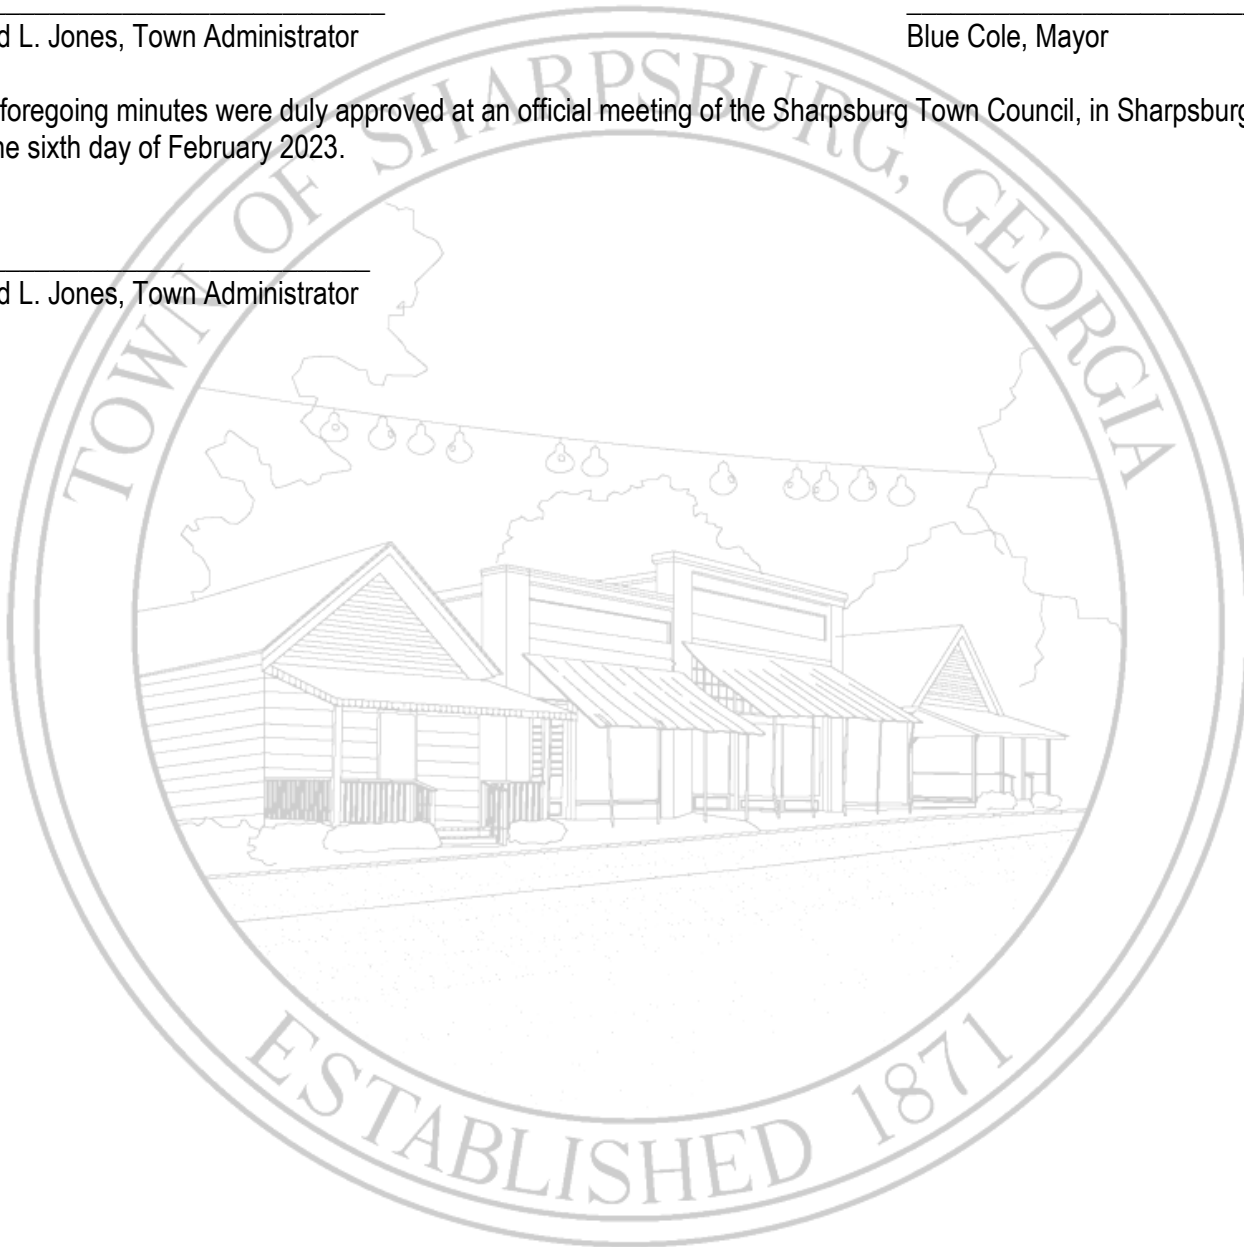 d L. Jones, Town Administrator Blue Cole, Mayor
foregoing minutes were duly approved at an official meeting of the Sharpsburg Town Council, in Sharpsburg
he sixth day of February 2023.
d L. Jones, Town Administrator
TOWN OF SHARPSBURG, GEORGIA
ESTABLISHED 1871